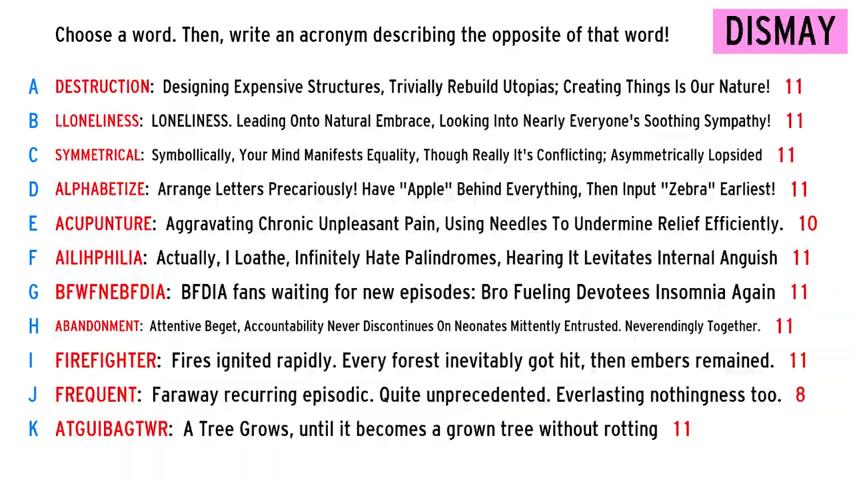 Choose a word. Then, write an acronym describing the opposite of that word!
DISMAY
A DESTRUCTION: Designing Expensive Structures, Trivially Rebuild Utopias; Creating Things Is Our Nature! 11
B LLONELINESS: LONELINESS. Leading Onto Natural Embrace, Looking Into Nearly Everyone's Soothing Sympathy! 11
C SYMMETRICAL: Symbollically, Your Mind Manifests Equality, Though Really It's Conflicting; Asymmetrically Lopsided 11
D ALPHABETIZE: Arrange Letters Precariously! Have "Apple" Behind Everything, Then Input "Zebra" Earliest! 11
E ACUPUNTURE: Aggravating Chronic Unpleasant Pain, Using Needles To Undermine Relief Efficiently. 10
F AILIHPHILIA: Actually, I Loathe, Infinitely Hate Palindromes, Hearing It Levitates Internal Anguish 11
G BFWFNEBFDIA: BFDIA fans waiting for new episodes: Bro Fueling Devotees Insomnia Again 11
H ABANDONMENT: Attentive Beget, Accountability Never Discontinues On Neonates Mittently Entrusted. Neverendingly Together. 11
I FIREFIGHTER: Fires ignited rapidly. Every forest inevitably got hit, then embers remained. 11
J FREQUENT: Faraway recurring episodic. Quite unprecedented. Everlasting nothingness too. 8
K ATGUIBAGTWR: A Tree Grows, until it becomes a grown tree without rotting 11